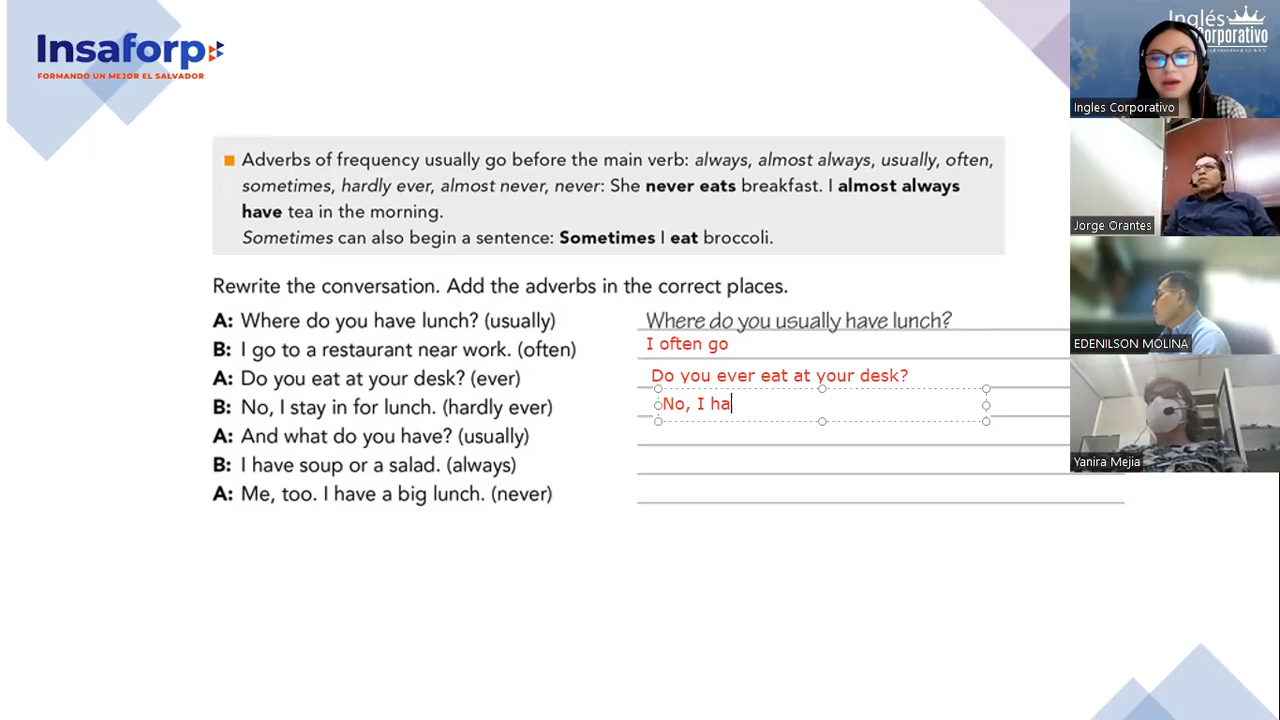 Insaforp
FORMANDO UN MEJOR EL SALVADOR
Adverbs of frequency usually go before the main verb: always, almost always, usually, often,
sometimes, hardly ever, almost never, never: She never eats breakfast. I almost always
have tea in the morning.
Sometimes can also begin a sentence: Sometimes I eat broccoli.
Rewrite the conversation. Add the adverbs in the correct places.
A: Where do you have lunch? (usually) Where do you usually have lunch?
B: I go to a restaurant near work. (often) I often go
A: Do you eat at your desk? (ever) Do you ever eat at your desk?
B: No, I stay in for lunch. (hardly ever) No, I ha
A: And what do you have? (usually)
B: I have soup or a salad. (always)
A: Me, too. I have a big lunch. (never)
Inglés
Corporativo
Ingles Corporativo
Jorge Orantes
EDENILSON MOLINA
Yanira Mejia